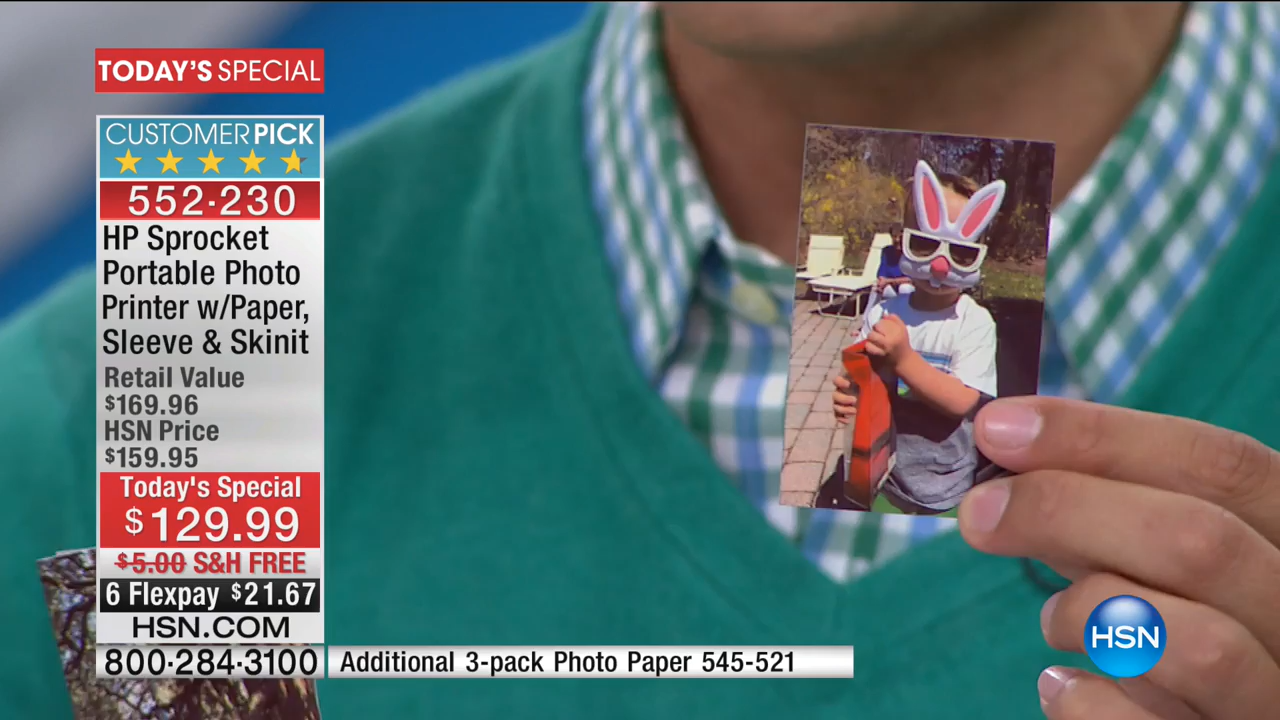 TODAY'S SPECIAL
CUSTOMER PICK
552·230
HP Sprocket
Portable Photo
Printer w/Paper,
Sleeve & Skinit
Retail Value
$169.96
HSN Price
$159.95
Today's Special
$129.99
$5.00 S&H FREE
6 Flexpay $21.67
HSN.COM
800·284·3100
Additional 3-pack Photo Paper 545-521
HSN